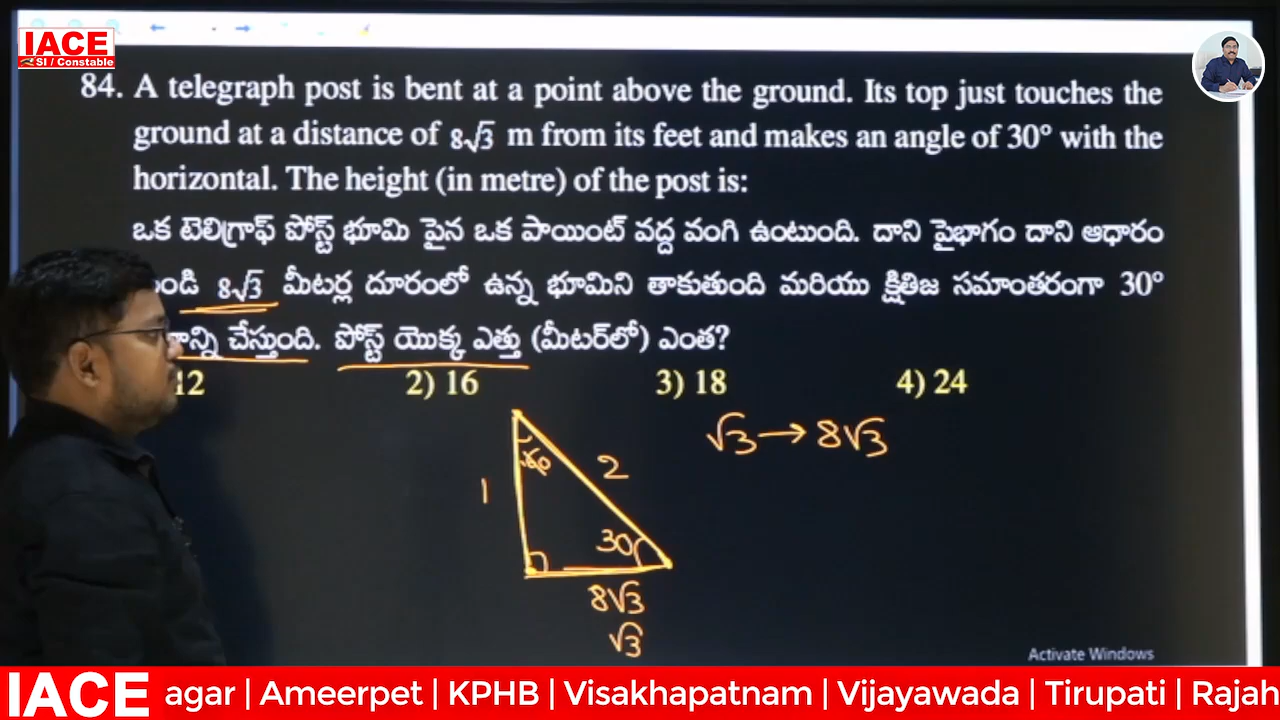 IACE
SI / Constable
84. A telegraph post is bent at a point above the ground. Its top just touches the
ground at a distance of 8√3 m from its feet and makes an angle of 30° with the
horizontal. The height (in metre) of the post is:
ఒక టెలిగ్రాఫ్ పోస్ట్ భూమి పైన ఒక పాయింట్ వద్ద వంగి ఉంటుంది. దాని పైభాగం దాని ఆధారం
ండి 8√3 మీటర్ల దూరంలో ఉన్న భూమిని తాకుతుంది మరియు క్షితిజ సమాంతరంగా 30°
ాన్ని చేస్తుంది. పోస్ట్ యొక్క ఎత్తు (మీటర్‌లో) ఎంత?
12 2) 16 3) 18 4) 24
√3 → 8√3
60
2
1
30
8√3
√3
Activate Windows
IACE agar | Ameerpet | KPHB | Visakhapatnam | Vijayawada | Tirupati | Rajah